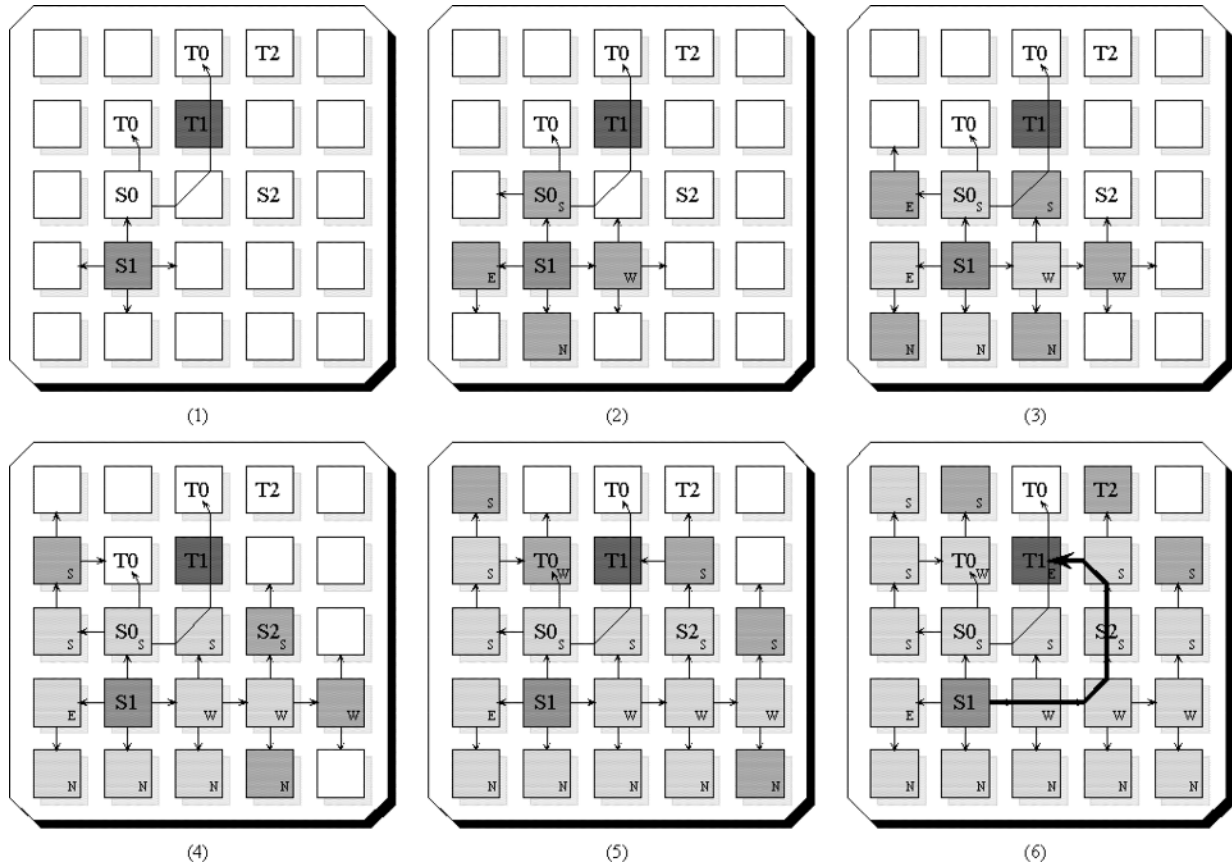 T0 T2
T0 T1
S0 S2
S1
(1)
T0 T2
T0 T1
S0 S S2
E S1 W
N
(2)
T0 T2
T0 T1
E S0 S S S2
E S1 W W
N N N
(3)
T0 T2
S T0 T1
S S0 S S S2 S
E S1 W W W
N N N N
(4)
S T0 T2
S T0 W T1 S
S S0 S S S2 S S
E S1 W W W
N N N N N
(5)
S S T0 T2
S T0 W T1 E S S
S S0 S S S2 S S
E S1 W W W
N N N N N
(6)